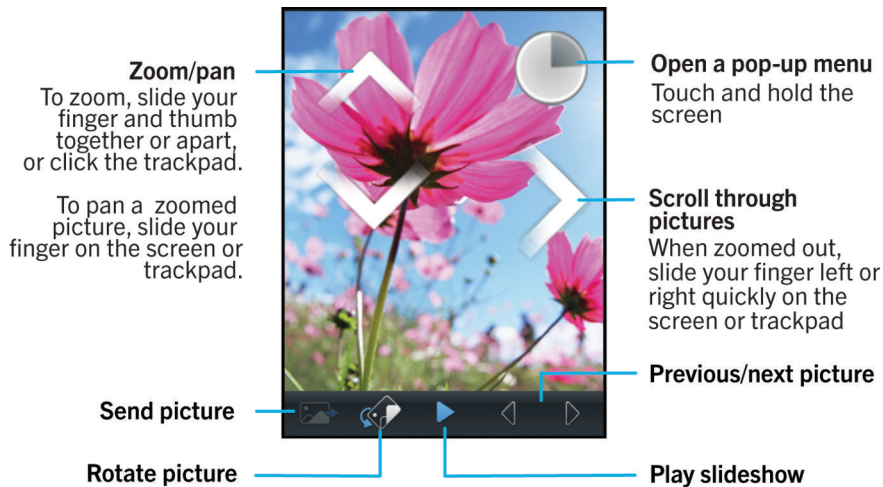 Zoom/pan
To zoom, slide your
finger and thumb
together or apart,
or click the trackpad.
To pan a zoomed
picture, slide your
finger on the screen or
trackpad.
Send picture
Rotate picture
Open a pop-up menu
Touch and hold the
screen
Scroll through
pictures
When zoomed out,
slide your finger left or
right quickly on the
screen or trackpad
Previous/next picture
Play slideshow